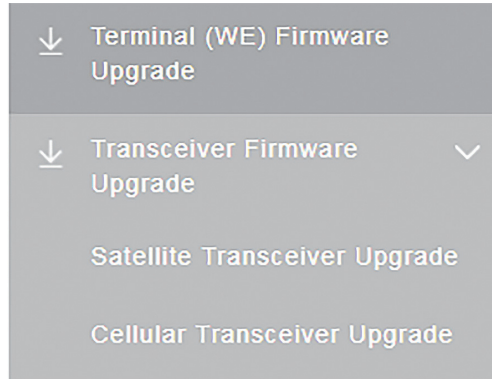 Terminal (WE) Firmware
Upgrade
Transceiver Firmware
Upgrade
Satellite Transceiver Upgrade
Cellular Transceiver Upgrade